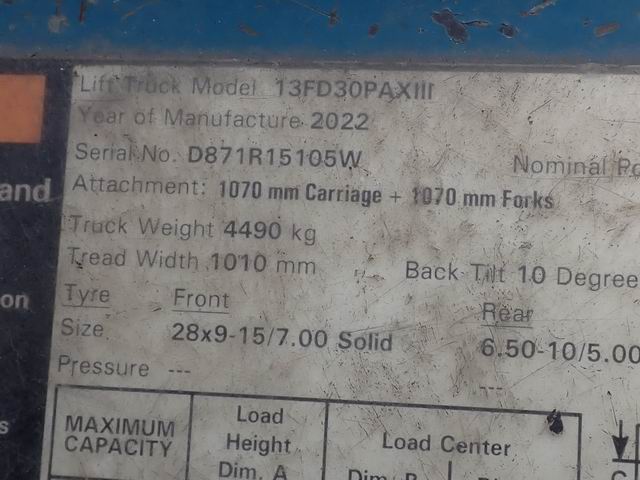 Lift Truck Model 13FD30PAXIII
Year of Manufacture 2022
Serial No. D871R15105W
Nominal Po
and
Attachment: 1070 mm Carriage + 1070 mm Forks
Truck Weight 4490 kg
Tread Width 1010 mm
Back Tilt 10 Degree
on
Tyre Front Rear
Size 28x9-15/7.00 Solid 6.50-10/5.00
Pressure --- ---
s
MAXIMUM CAPACITY
Load Height Dim. A
Load Center
Dim. B